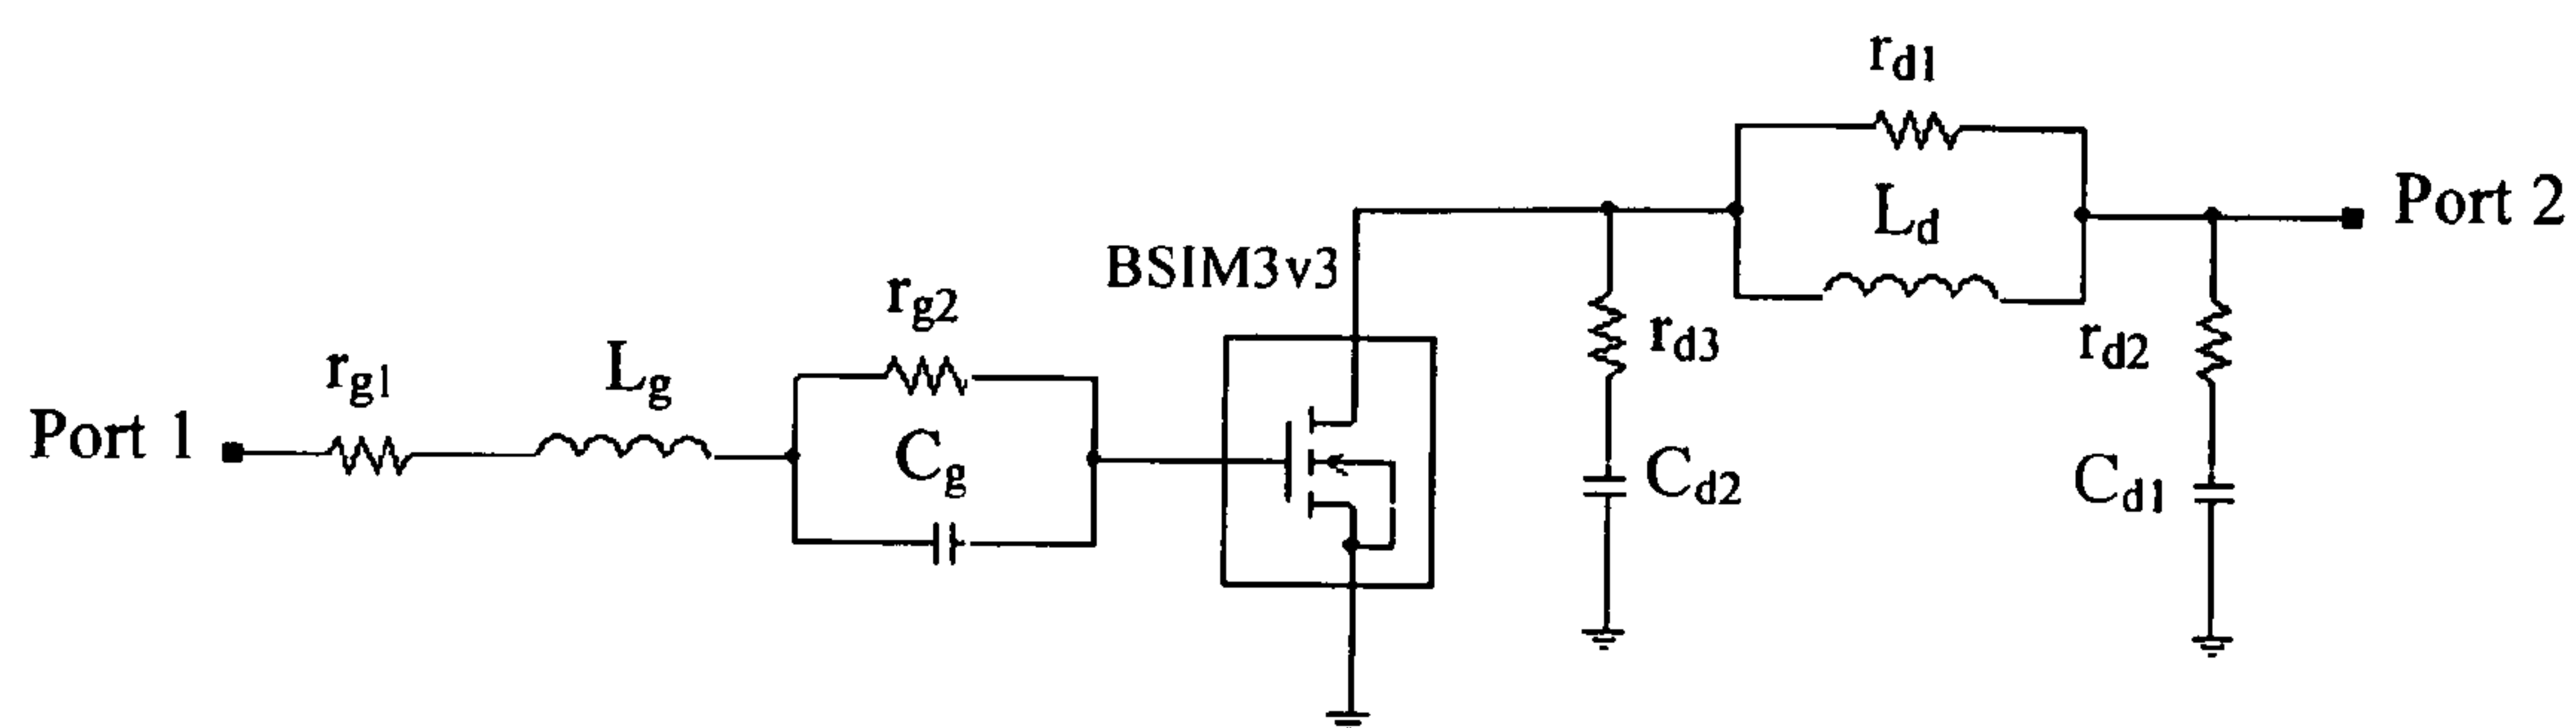 r_d1
Port 2
L_d
BSIM3v3
r_g2
r_d3
r_d2
r_g1
L_g
Port 1
C_g
C_d2
C_d1